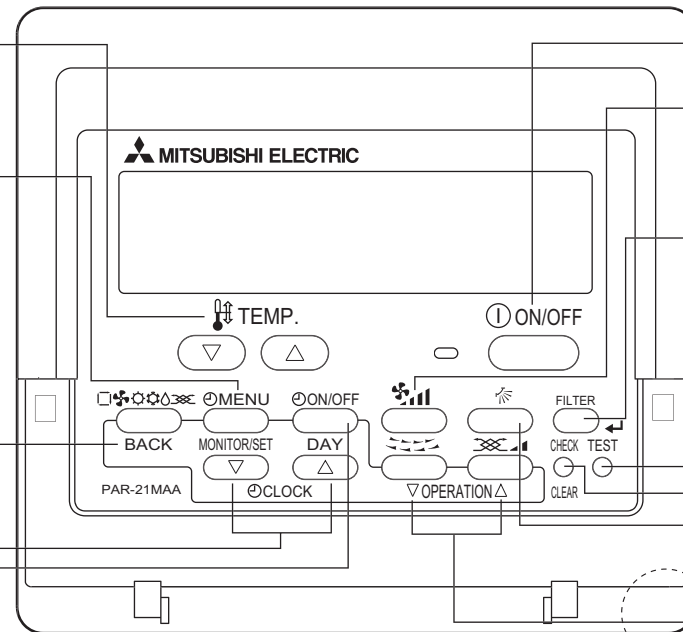 MITSUBISHI ELECTRIC
TEMP.
ON/OFF
MENU
ON/OFF
FILTER
BACK
MONITOR/SET
DAY
CHECK
TEST
PAR-21MAA
CLOCK
OPERATION
CLEAR